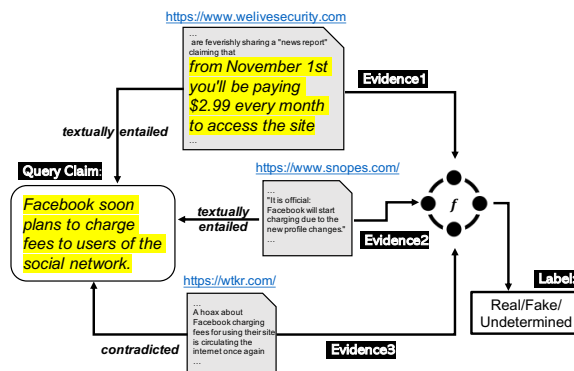 https://www.welivesecurity.com
...
are feverishly sharing a "news report"
claiming that
from November 1st
you'll be paying
$2.99 every month
to access the site
...
Evidence1
textually entailed
Query Claim:
Facebook soon
plans to charge
fees to users of the
social network.
https://www.snopes.com/
...
"It is official:
Facebook will start
charging due to the
new profile changes."
...
textually
entailed
Evidence2
f
https://wtkr.com/
...
A hoax about
Facebook charging
fees for using their site
is circulating the
internet once again
...
contradicted
Evidence3
Label:
Real/Fake/
Undetermined